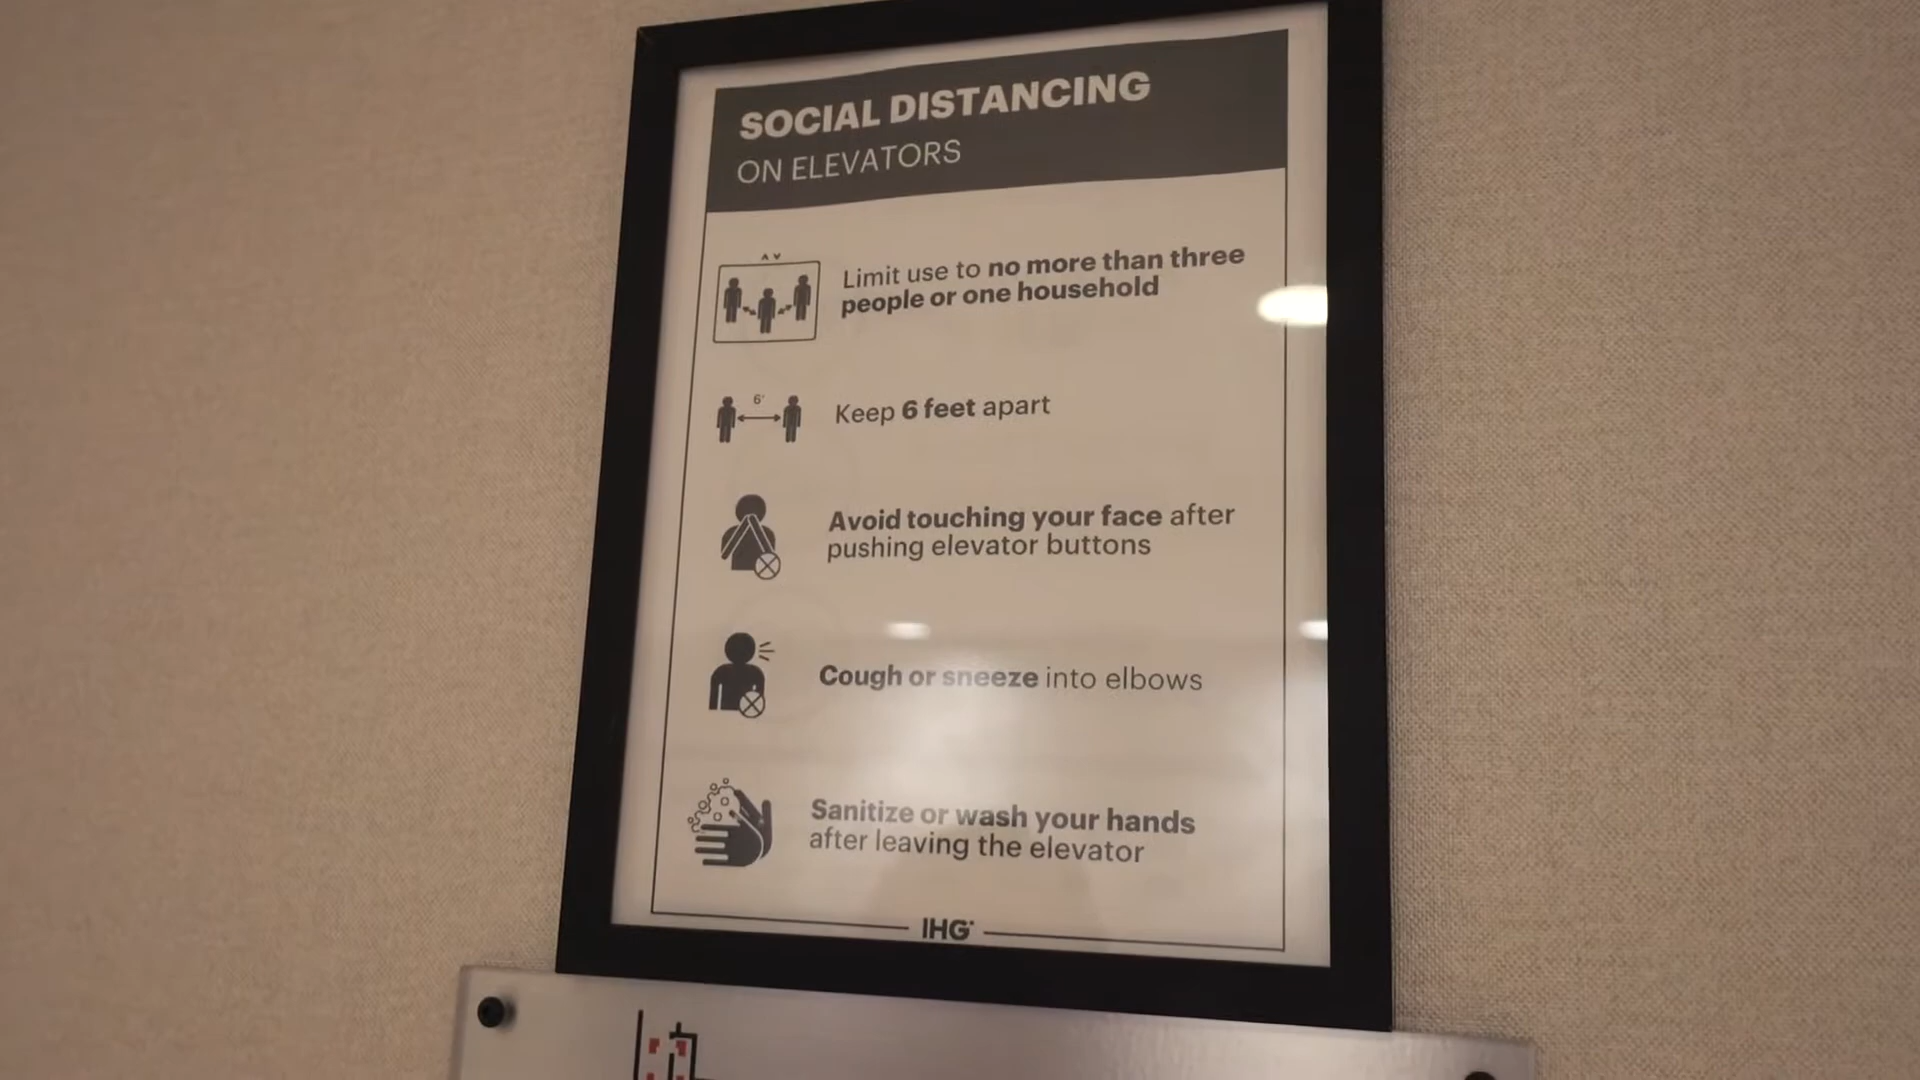 SOCIAL DISTANCING
ON ELEVATORS
Limit use to no more than three
people or one household
6'
Keep 6 feet apart
Avoid touching your face after
pushing elevator buttons
Cough or sneeze into elbows
Sanitize or wash your hands
after leaving the elevator
IHG